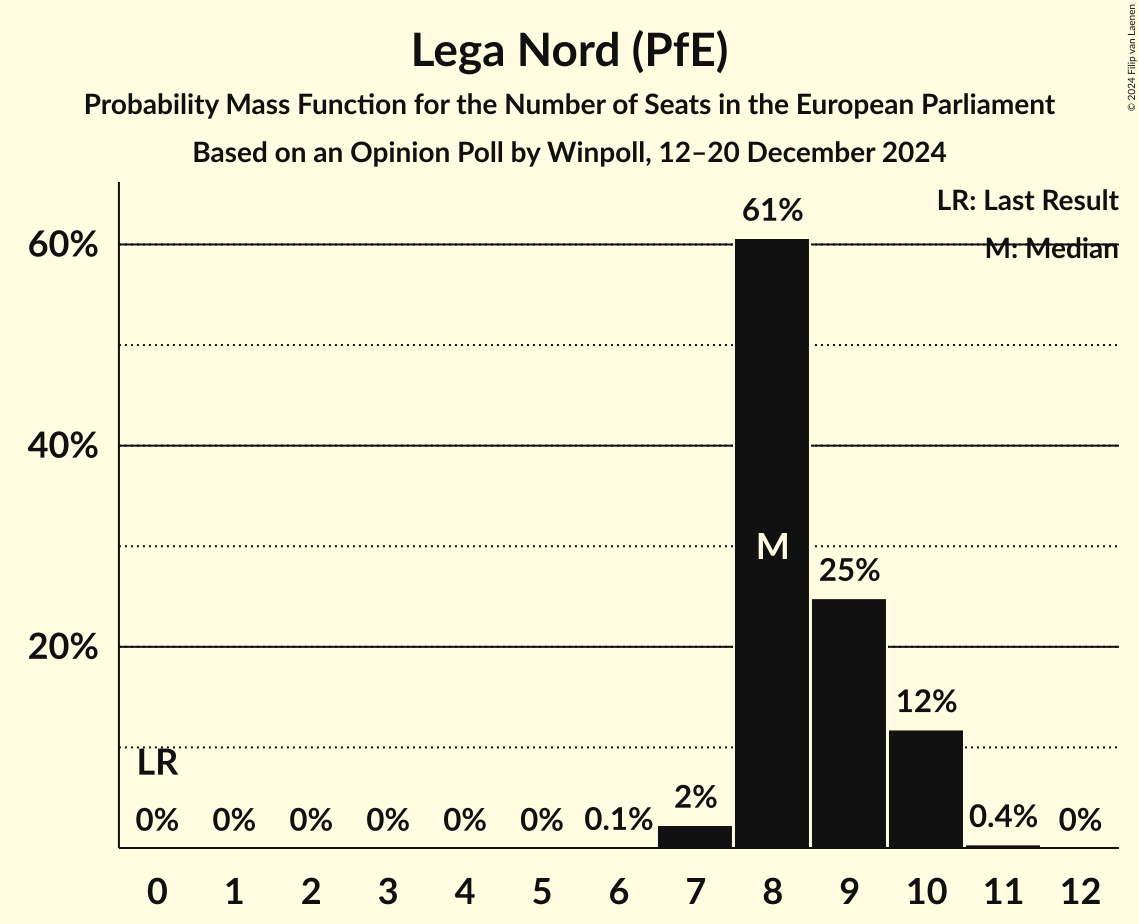 Lega Nord (PfE)
Probability Mass Function for the Number of Seats in the European Parliament
Based on an Opinion Poll by Winpoll, 12–20 December 2024
© 2024 Filip van Laenen
LR: Last Result
M: Median
60%
40%
20%
61%
M
25%
12%
LR
0% 0% 0% 0% 0% 0% 0.1% 2% 0.4% 0%
0 1 2 3 4 5 6 7 8 9 10 11 12